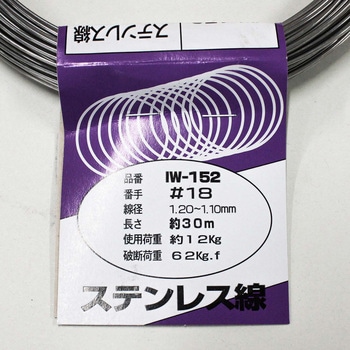 ステンレス線
品番 IW-152
番手 #18
線径 1.20~1.10mm
長さ 約30m
使用荷重 約12Kg
破断荷重 62Kg.f
ステンレス線